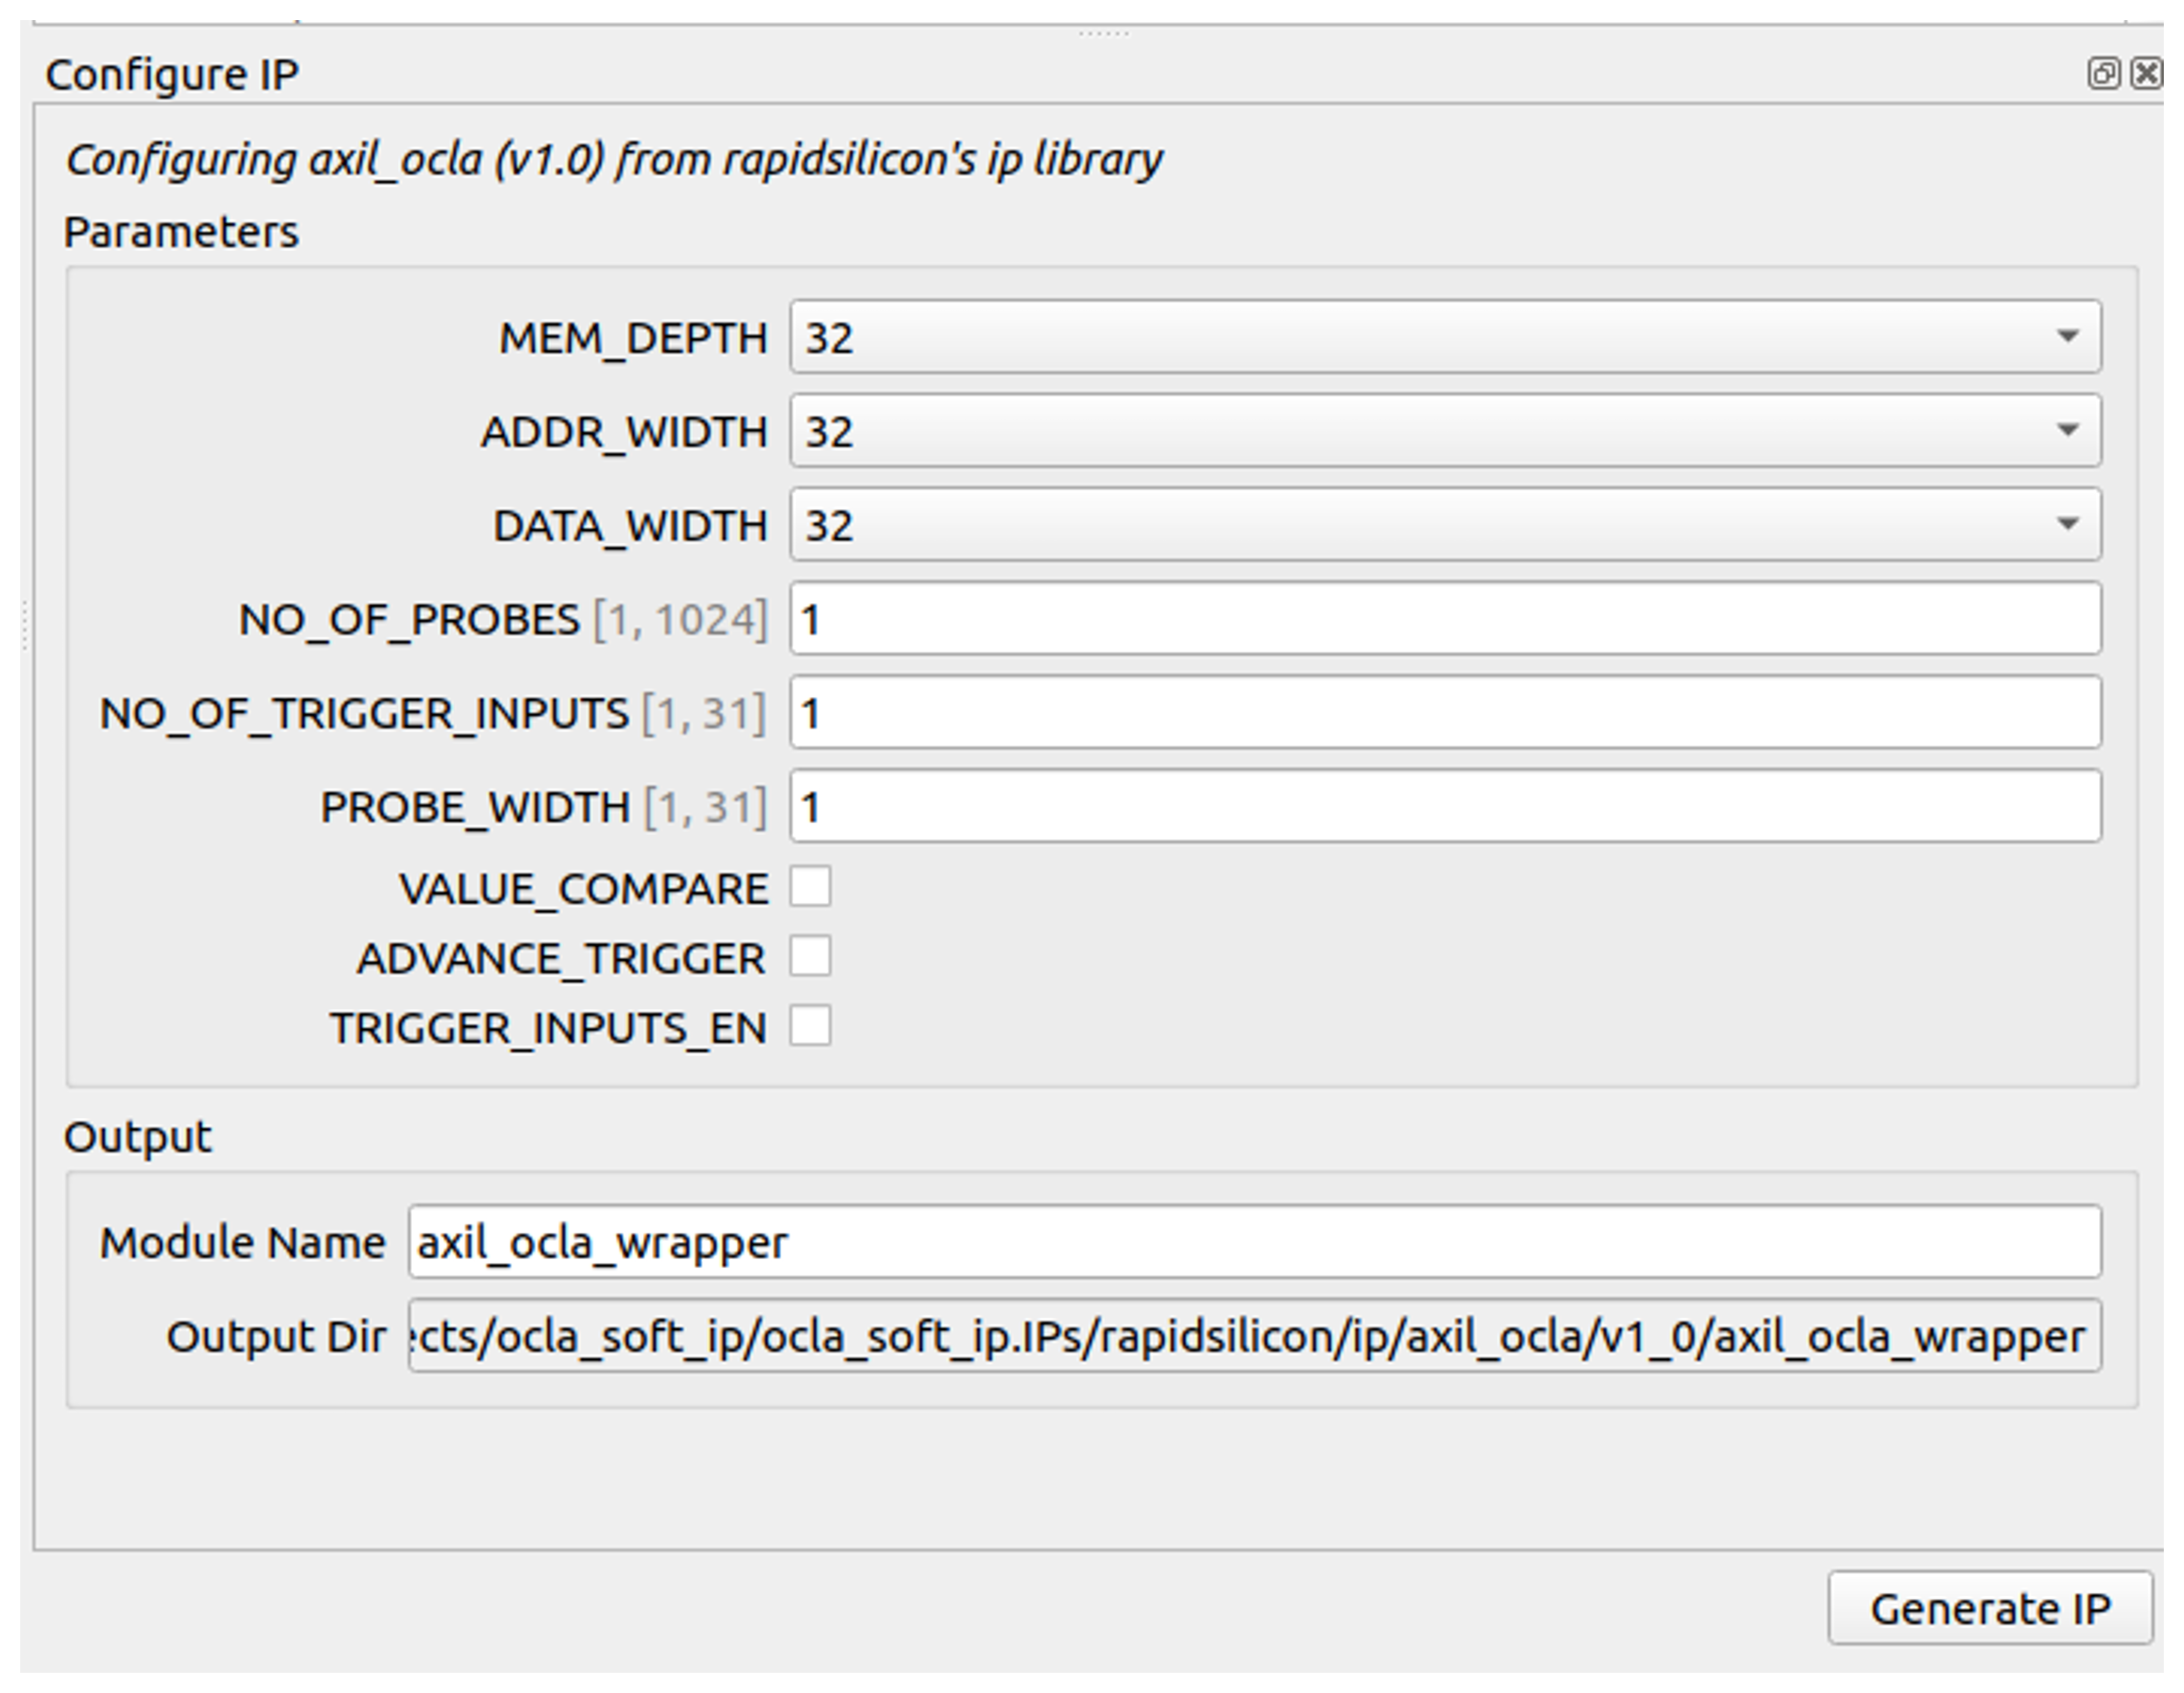 Configure IP
Configuring axil_ocla (v1.0) from rapidsilicon's ip library
Parameters
MEM_DEPTH 32
ADDR_WIDTH 32
DATA_WIDTH 32
NO_OF_PROBES [1, 1024] 1
NO_OF_TRIGGER_INPUTS [1, 31] 1
PROBE_WIDTH [1, 31] 1
VALUE_COMPARE
ADVANCE_TRIGGER
TRIGGER_INPUTS_EN
Output
Module Name axil_ocla_wrapper
Output Dir ects/ocla_soft_ip/ocla_soft_ip.IPs/rapidsilicon/ip/axil_ocla/v1_0/axil_ocla_wrapper
Generate IP